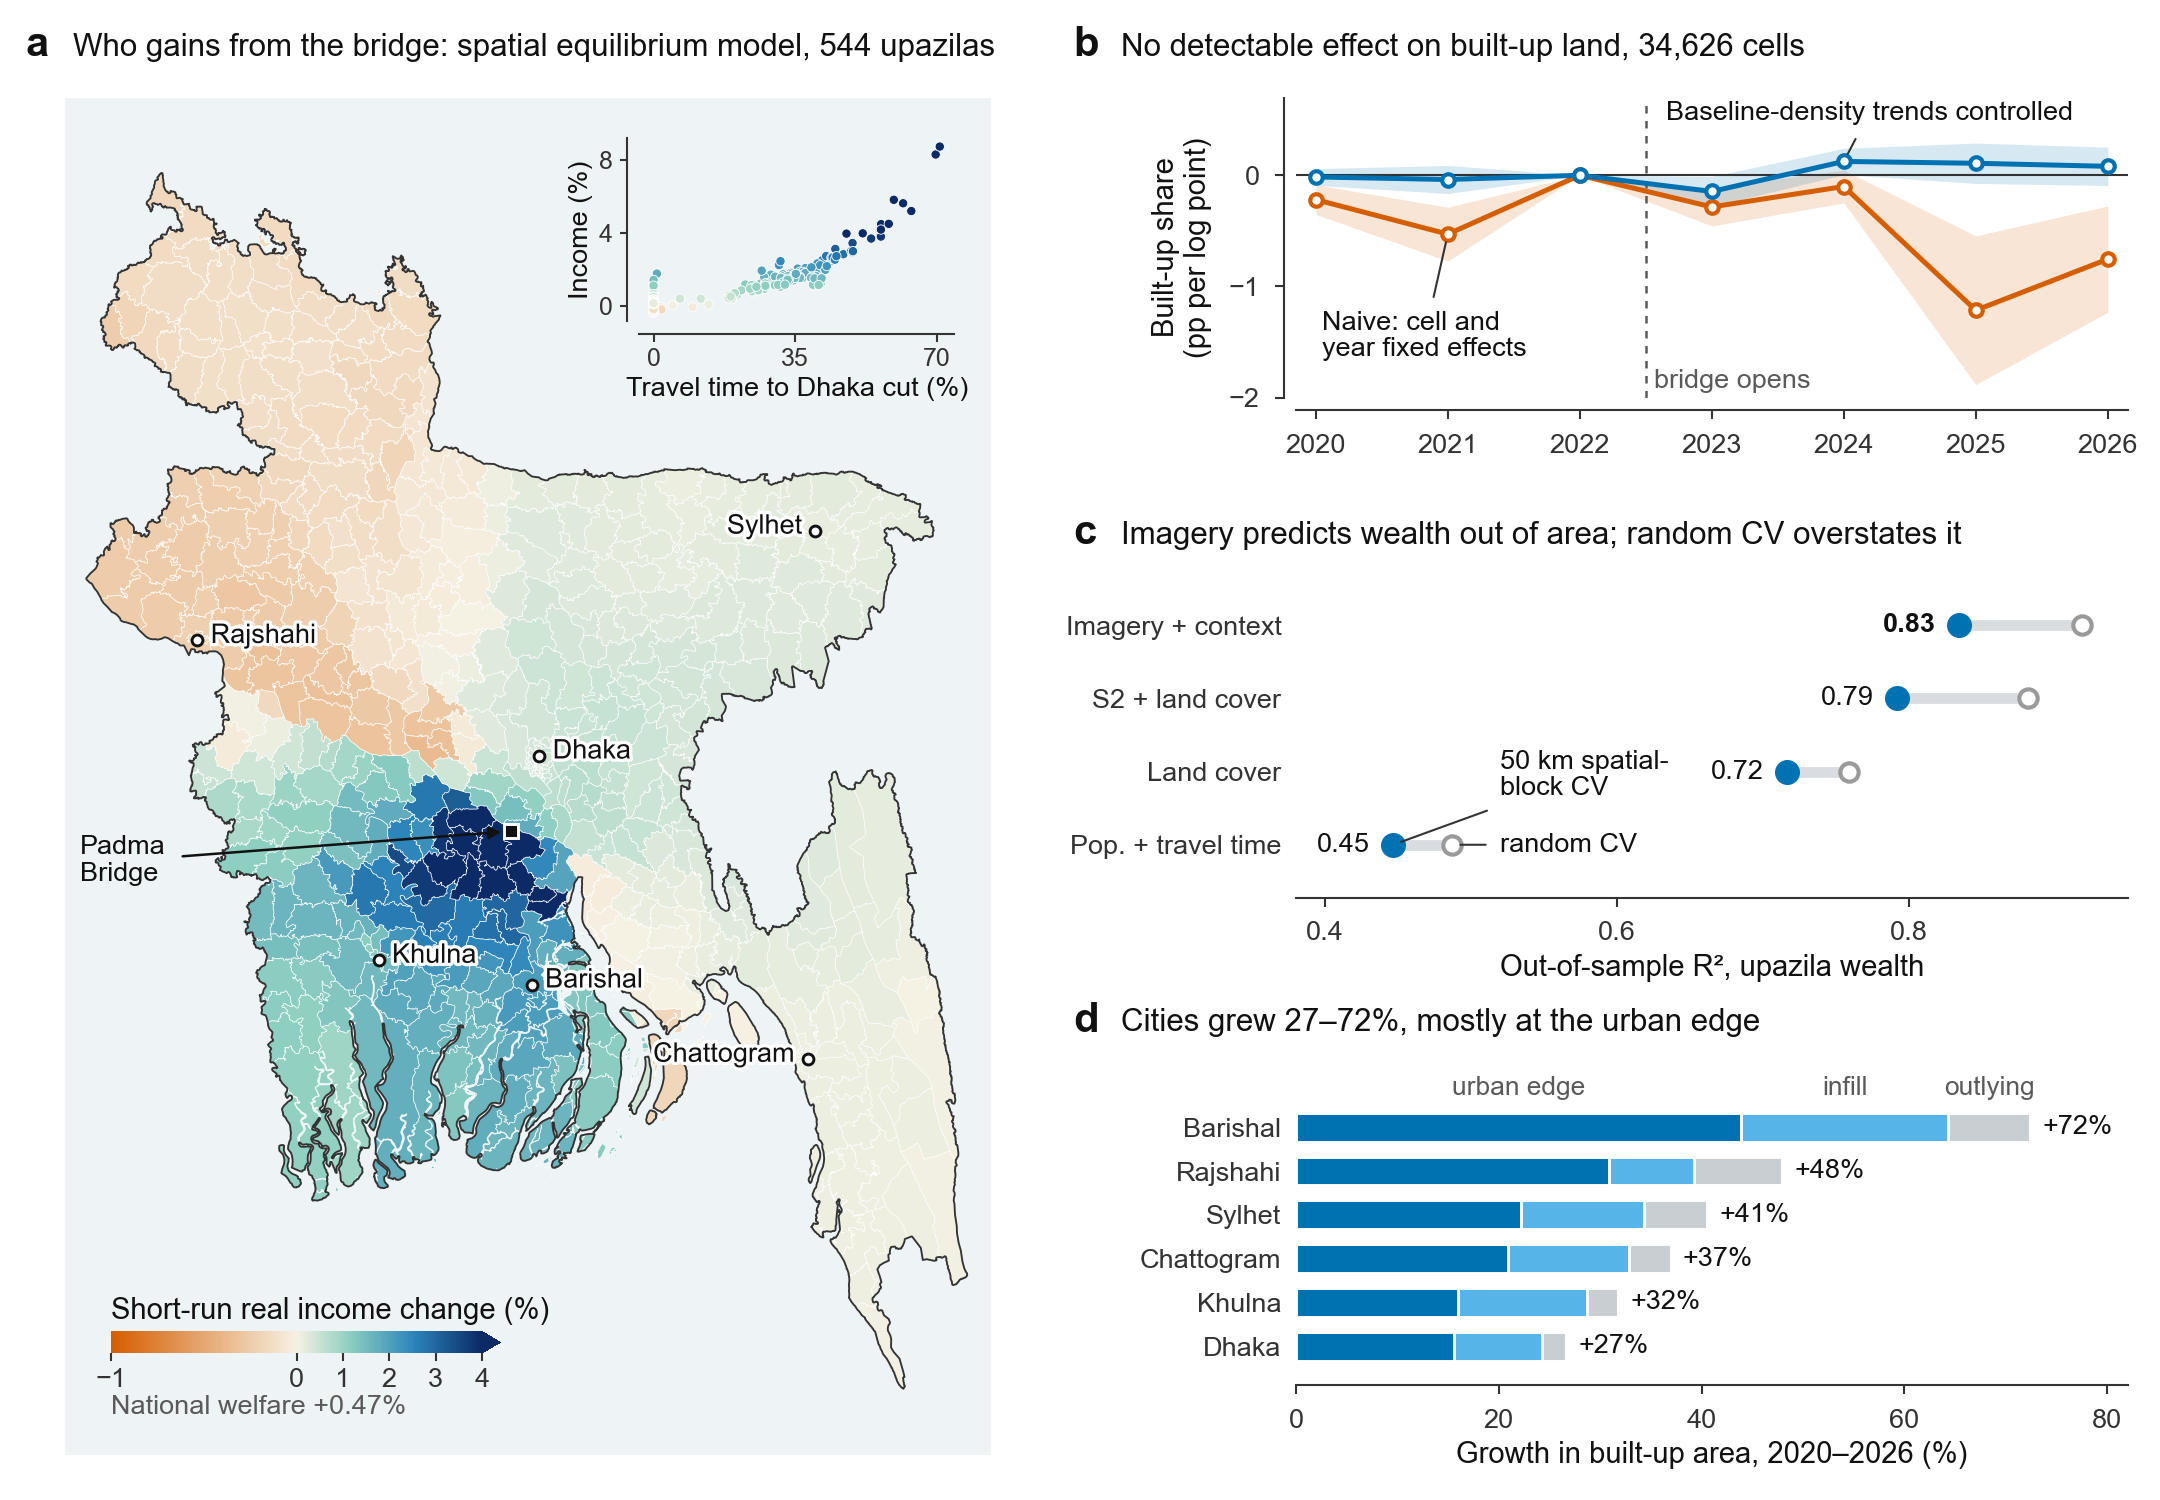 a Who gains from the bridge: spatial equilibrium model, 544 upazilas
Income (%)
8
4
0
0 35 70
Travel time to Dhaka cut (%)
Sylhet
Rajshahi
Dhaka
Padma
Bridge
Khulna
Barishal
Chattogram
Short-run real income change (%)
−1 0 1 2 3 4
National welfare +0.47%
b No detectable effect on built-up land, 34,626 cells
Built-up share
(pp per log point)
0
−1
−2
Baseline-density trends controlled
Naive: cell and
year fixed effects
bridge opens
2020 2021 2022 2023 2024 2025 2026
c Imagery predicts wealth out of area; random CV overstates it
Imagery + context 0.83
S2 + land cover 0.79
Land cover 0.72
50 km spatial-
block CV
Pop. + travel time 0.45 random CV
0.4 0.6 0.8
Out-of-sample R², upazila wealth
d Cities grew 27–72%, mostly at the urban edge
urban edge infill outlying
Barishal +72%
Rajshahi +48%
Sylhet +41%
Chattogram +37%
Khulna +32%
Dhaka +27%
0 20 40 60 80
Growth in built-up area, 2020–2026 (%)